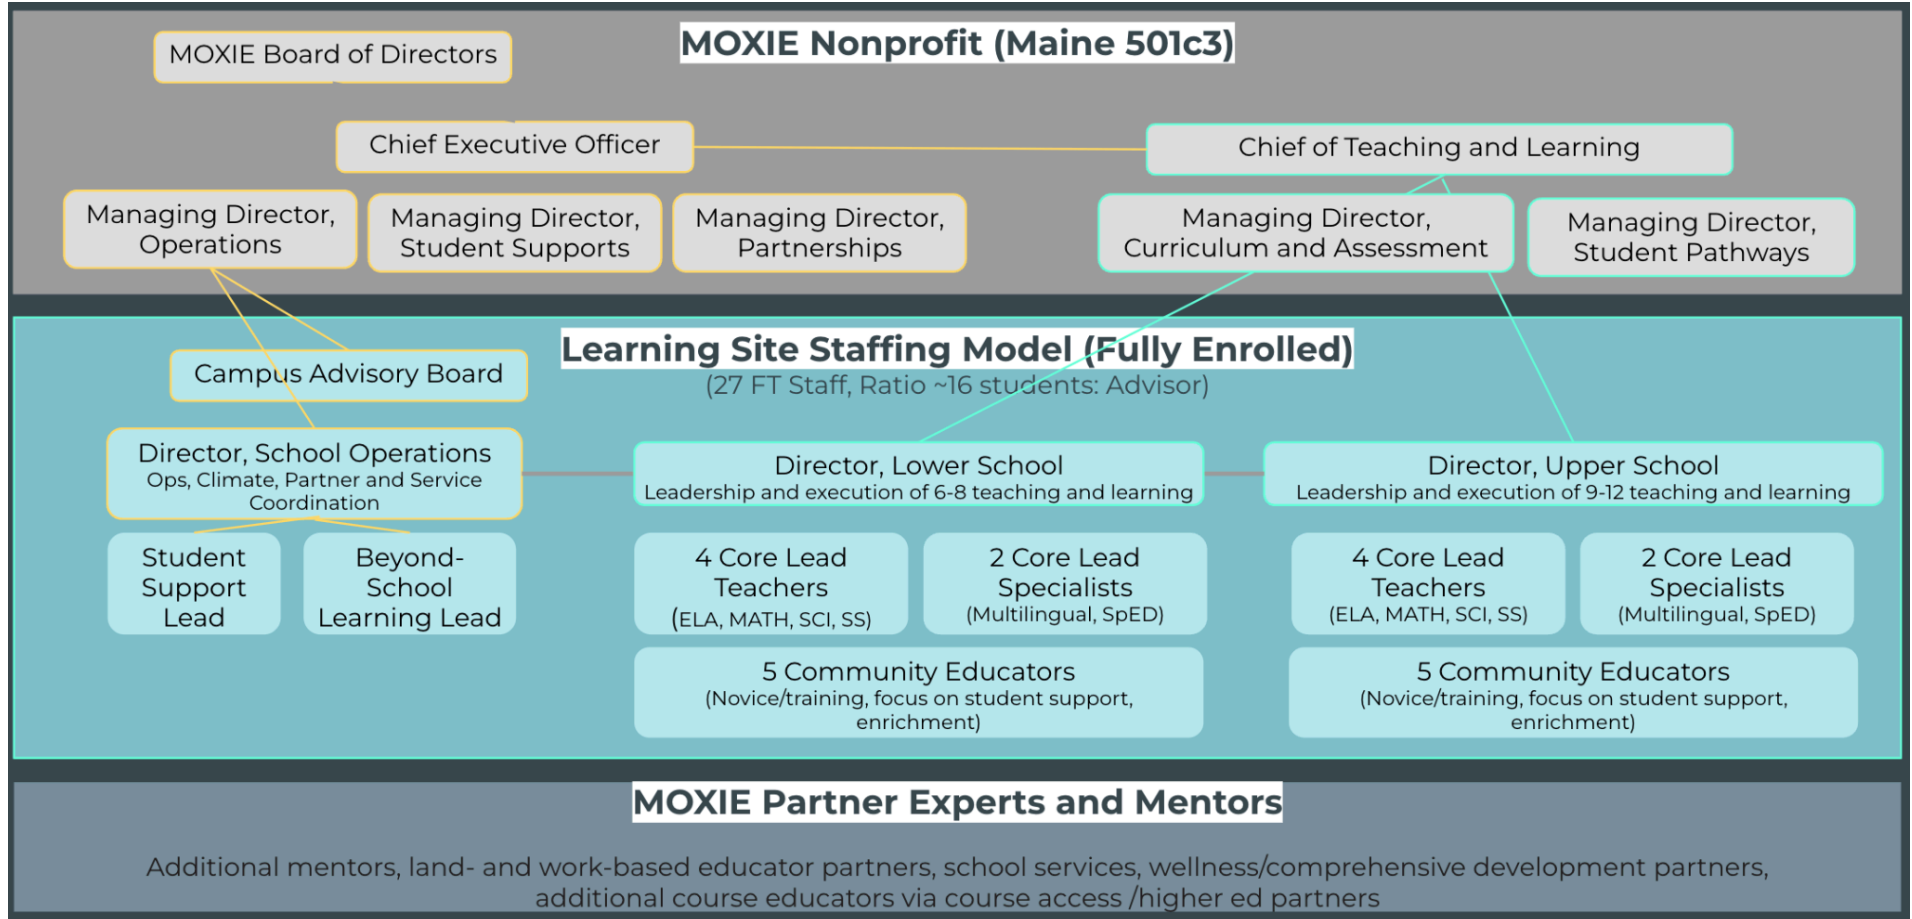 MOXIE Nonprofit (Maine 501c3)
MOXIE Board of Directors
Chief Executive Officer
Chief of Teaching and Learning
Managing Director,
Operations
Managing Director,
Student Supports
Managing Director,
Partnerships
Managing Director,
Curriculum and Assessment
Managing Director,
Student Pathways
Learning Site Staffing Model (Fully Enrolled)
(27 FT Staff, Ratio ~16 students: Advisor)
Campus Advisory Board
Director, School Operations
Ops, Climate, Partner and Service
Coordination
Director, Lower School
Leadership and execution of 6-8 teaching and learning
Director, Upper School
Leadership and execution of 9-12 teaching and learning
Student
Support
Lead
Beyond-
School
Learning Lead
4 Core Lead
Teachers
(ELA, MATH, SCI, SS)
2 Core Lead
Specialists
(Multilingual, SpED)
4 Core Lead
Teachers
(ELA, MATH, SCI, SS)
2 Core Lead
Specialists
(Multilingual, SpED)
5 Community Educators
(Novice/training, focus on student support,
enrichment)
5 Community Educators
(Novice/training, focus on student support,
enrichment)
MOXIE Partner Experts and Mentors
Additional mentors, land- and work-based educator partners, school services, wellness/comprehensive development partners,
additional course educators via course access /higher ed partners